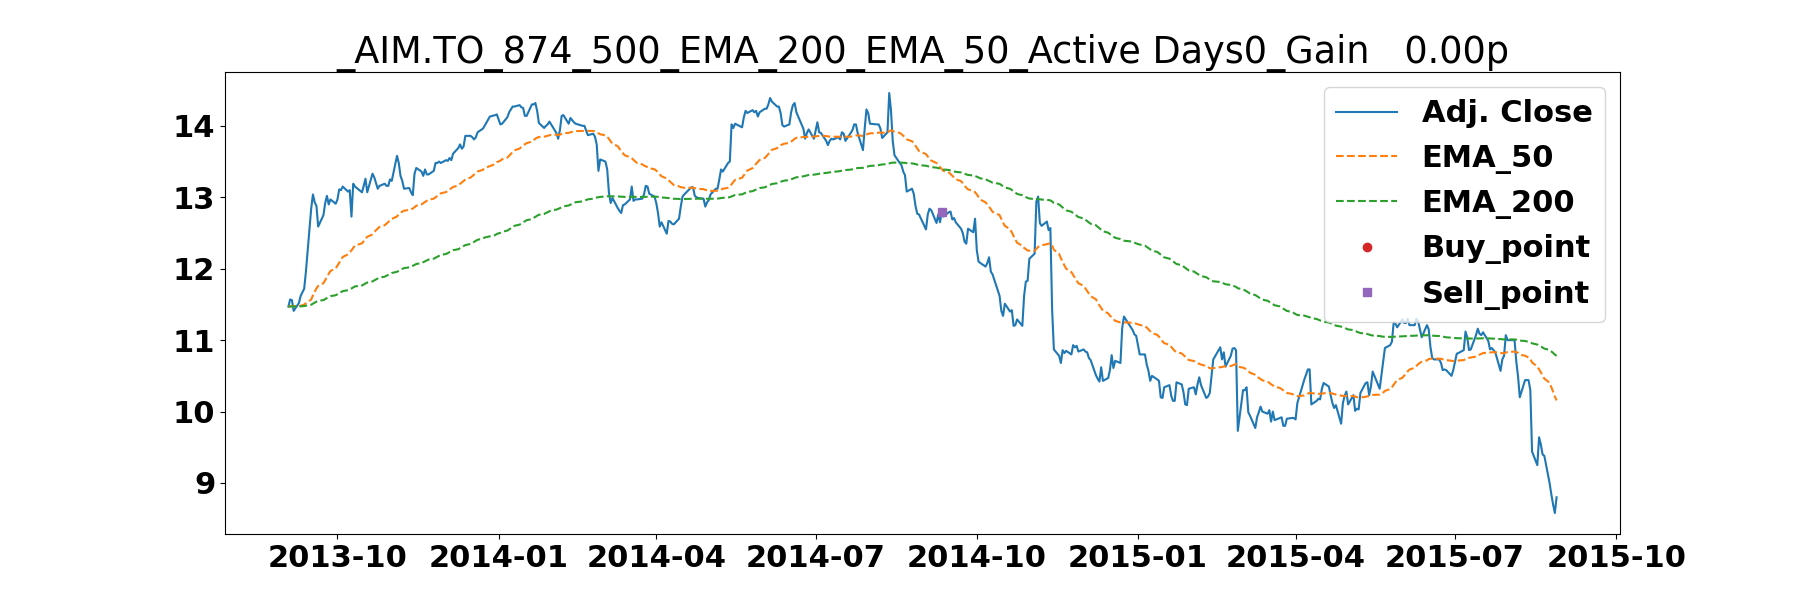 _AIM.TO_874_500_EMA_200_EMA_50_Active Days0_Gain   0.00p
14
13
12
11
10
9
Adj. Close
EMA_50
EMA_200
Buy_point
Sell_point
2013-10 2014-01 2014-04 2014-07 2014-10 2015-01 2015-04 2015-07 2015-10